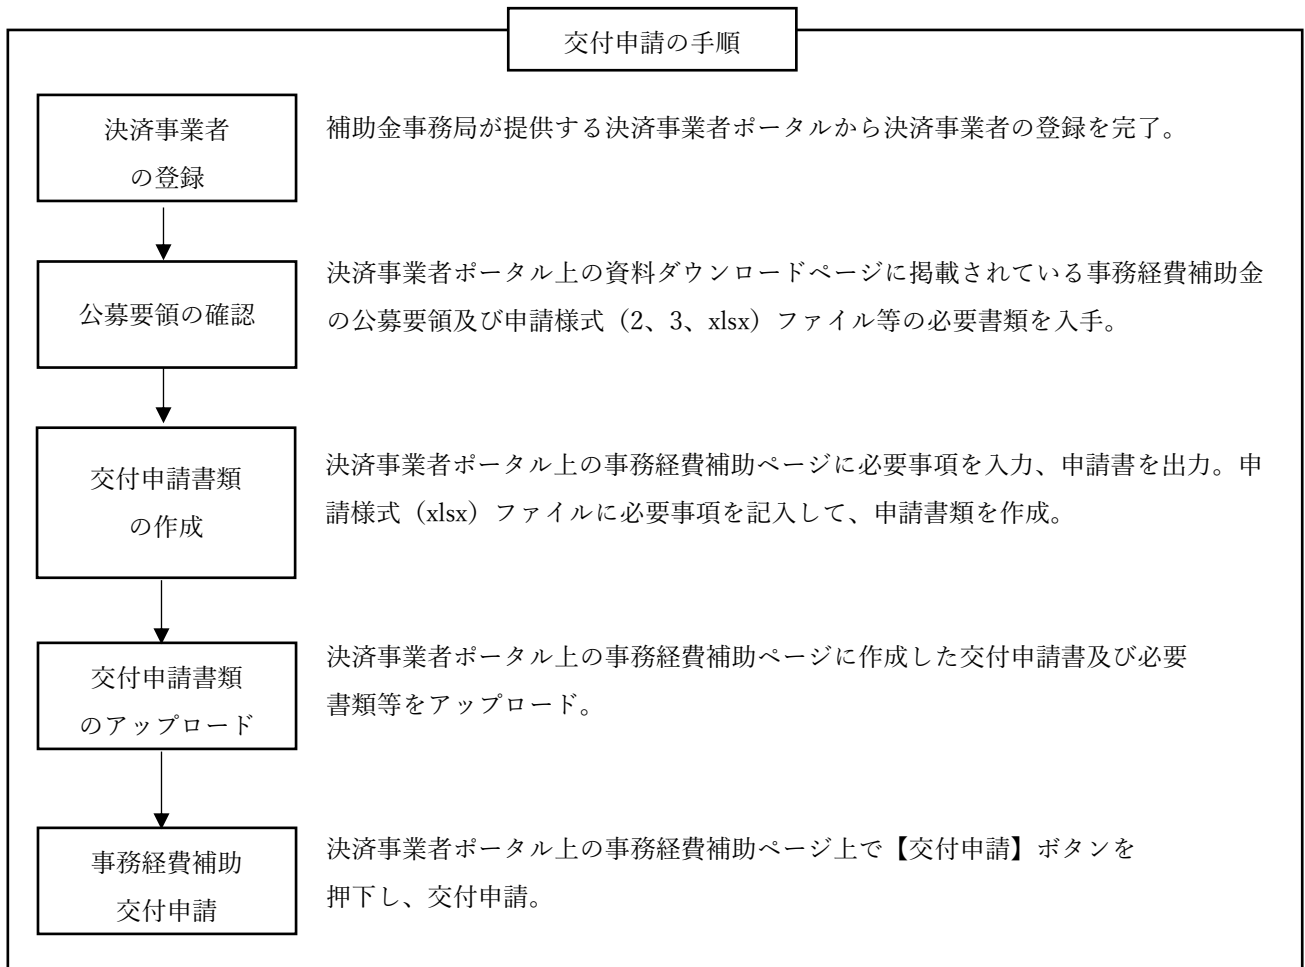 交付申請の手順
決済事業者
の登録
補助金事務局が提供する決済事業者ポータルから決済事業者の登録を完了。
公募要領の確認
決済事業者ポータル上の資料ダウンロードページに掲載されている事務経費補助金
の公募要領及び申請様式（2、3、xlsx）ファイル等の必要書類を入手。
交付申請書類
の作成
決済事業者ポータル上の事務経費補助ページに必要事項を入力、申請書を出力。申
請様式（xlsx）ファイルに必要事項を記入して、申請書類を作成。
交付申請書類
のアップロード
決済事業者ポータル上の事務経費補助ページに作成した交付申請書及び必要
書類等をアップロード。
事務経費補助
交付申請
決済事業者ポータル上の事務経費補助ページ上で【交付申請】ボタンを
押下し、交付申請。